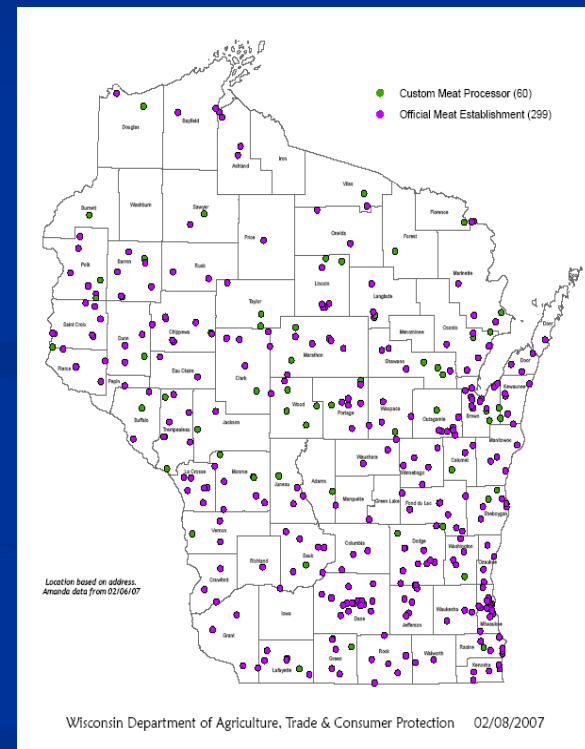 Custom Meat Processor (60)
Official Meat Establishment (299)
Douglas
Bayfield
Ashland
Iron
Vilas
Florence
Burnett
Washburn
Sawyer
Price
Oneida
Forest
Marinette
Polk
Barron
Rusk
Lincoln
Langlade
Taylor
Menominee
Oconto
Door
Saint Croix
Dunn
Chippewa
Marathon
Shawano
Door
Pierce
Pepin
Eau Claire
Clark
Kewaunee
Buffalo
Trempealeau
Jackson
Wood
Portage
Waupaca
Outagamie
Brown
Manitowoc
La Crosse
Monroe
Juneau
Adams
Waushara
Winnebago
Calumet
Marquette
Green Lake
Fond du Lac
Sheboygan
Vernon
Crawford
Richland
Sauk
Columbia
Dodge
Washington
Ozaukee
Location based on address.
Amanda data from 02/06/07
Grant
Iowa
Dane
Jefferson
Waukesha
Milwaukee
Lafayette
Green
Rock
Walworth
Racine
Kenosha
Wisconsin Department of Agriculture, Trade & Consumer Protection 02/08/2007